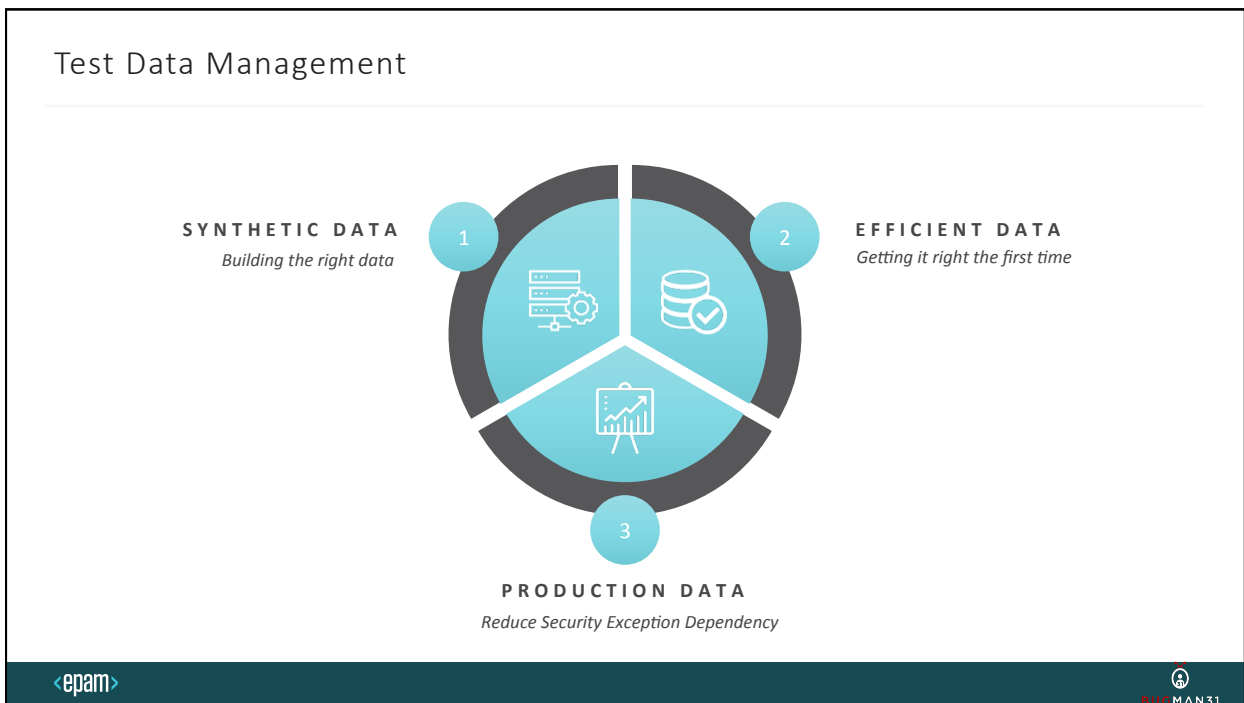 Test Data Management
SYNTHETIC DATA
Building the right data
1
2
EFFICIENT DATA
Getting it right the first time
3
PRODUCTION DATA
Reduce Security Exception Dependency
<epam>